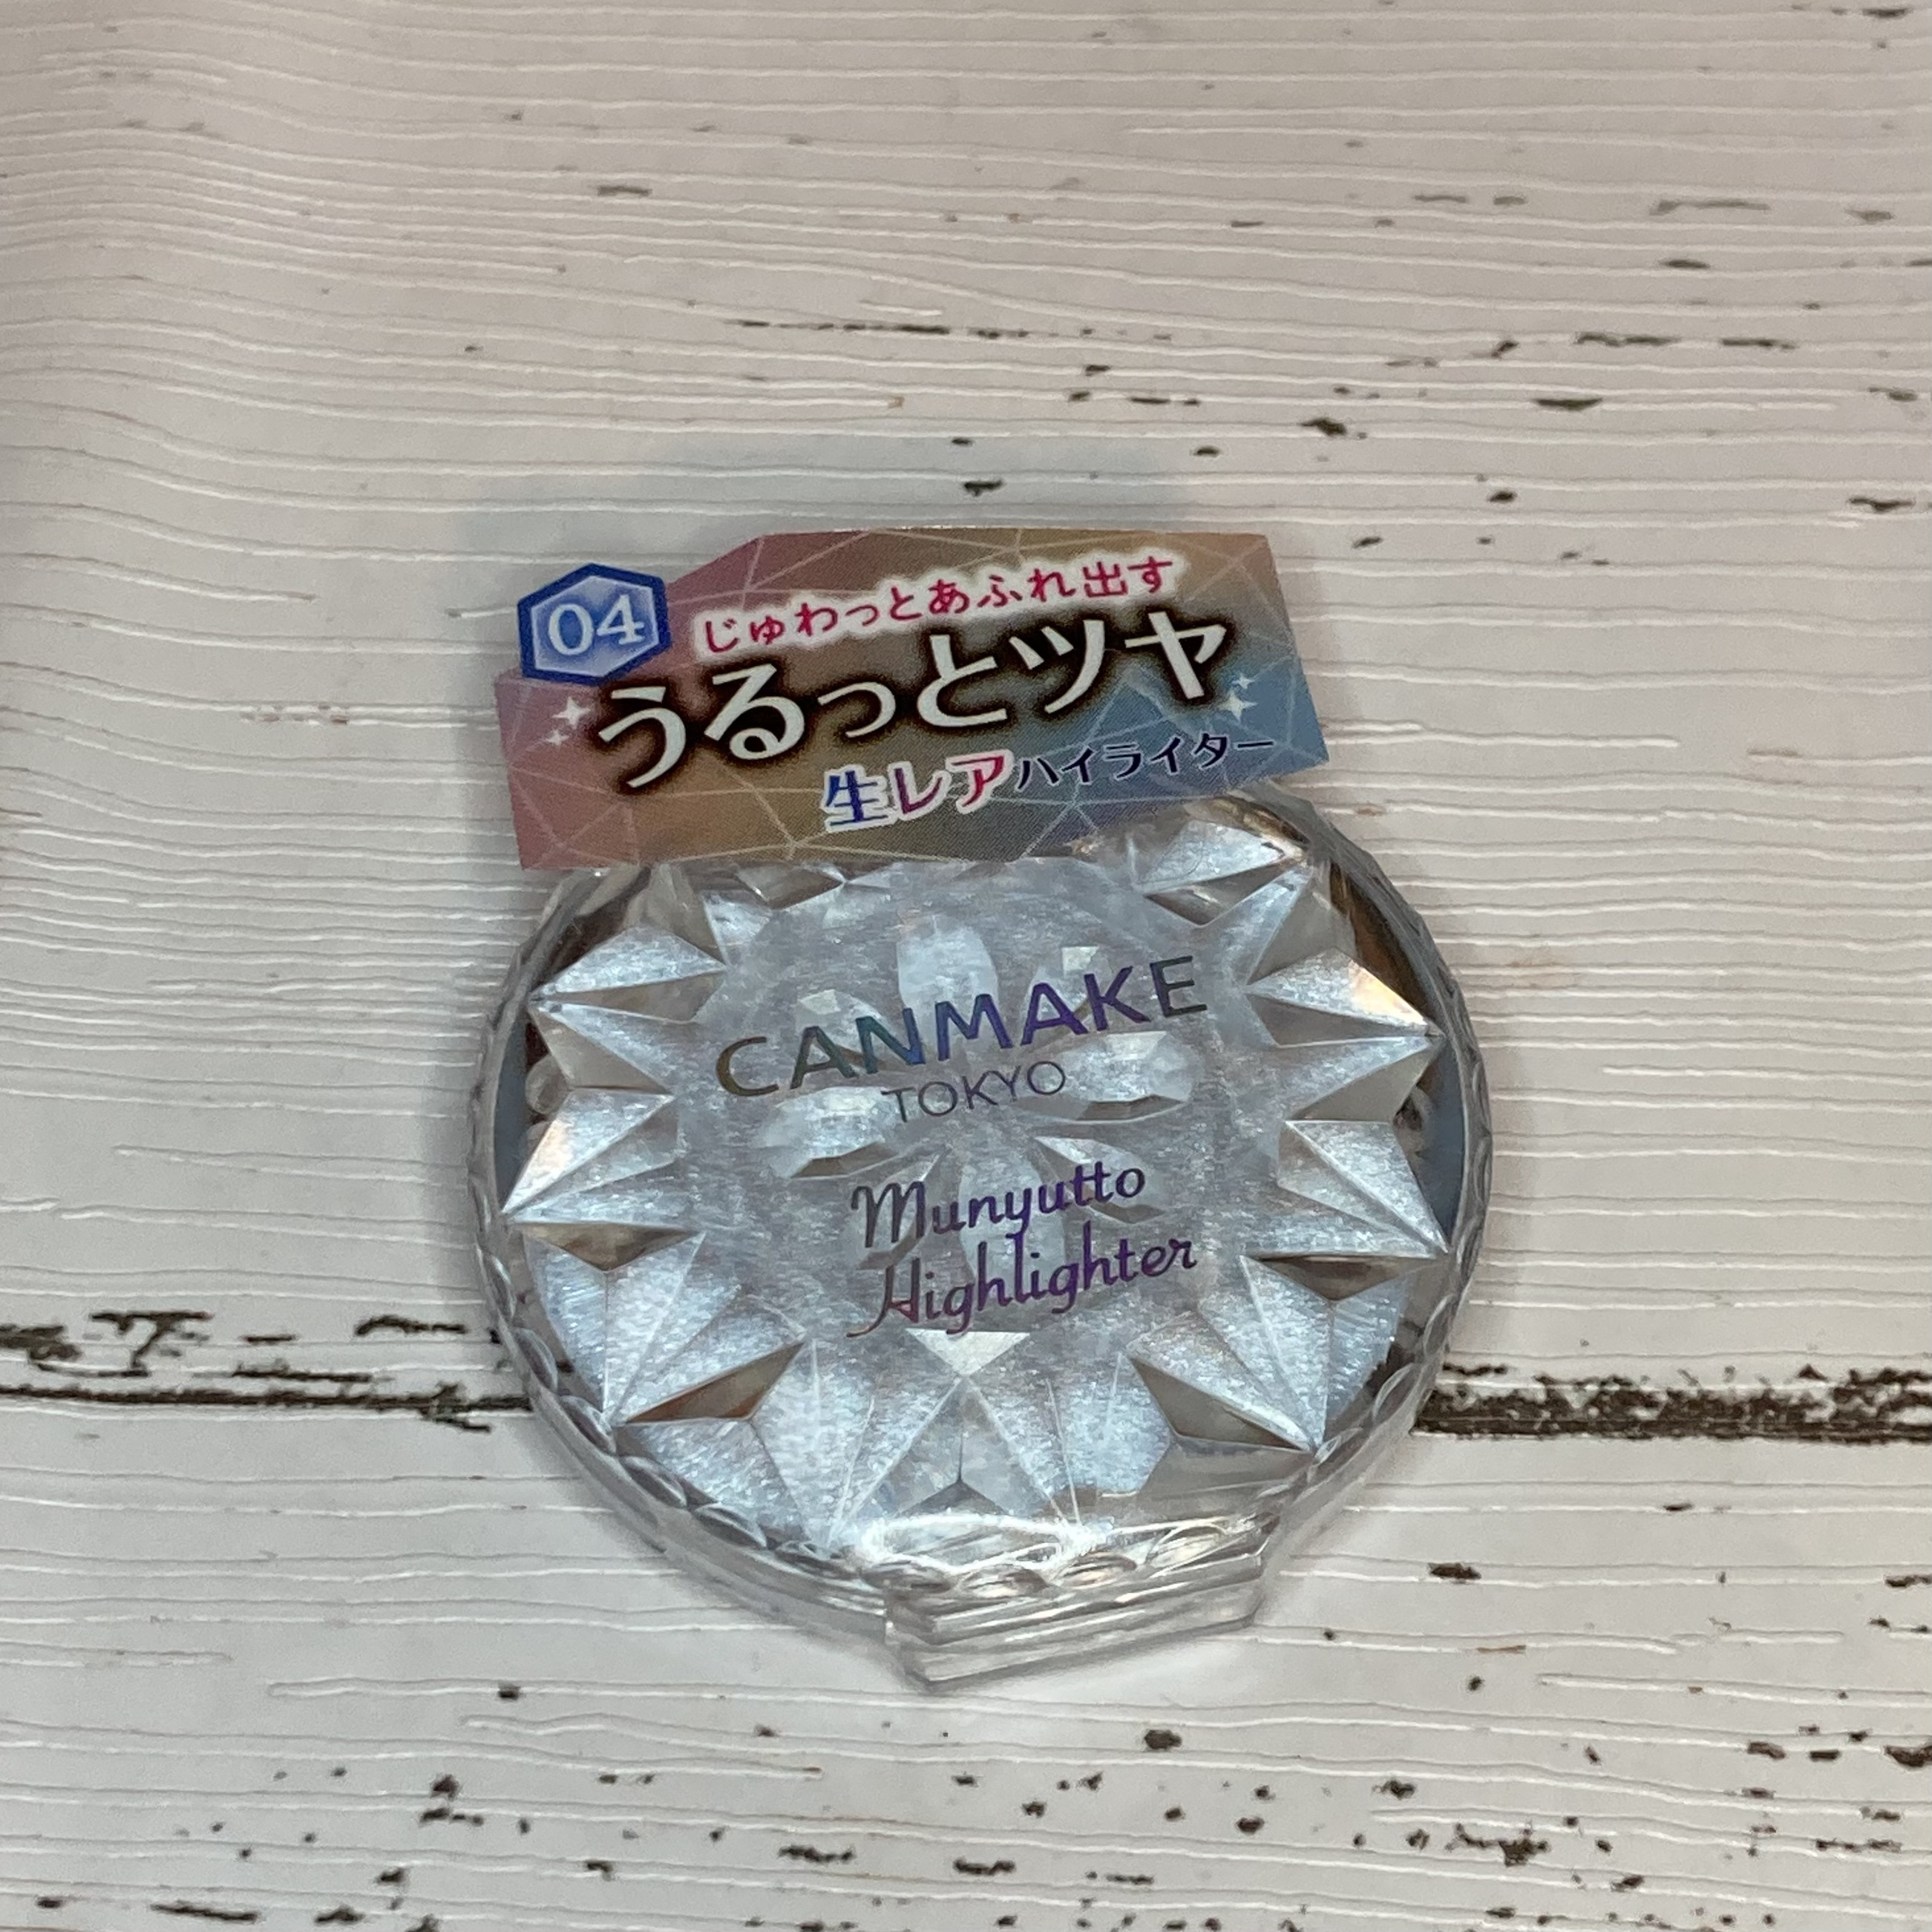 04
じゅわっとあふれ出す
うるっとツヤ
生レアハイライター
CANMAKE
TOKYO
Munyutto
Highlighter